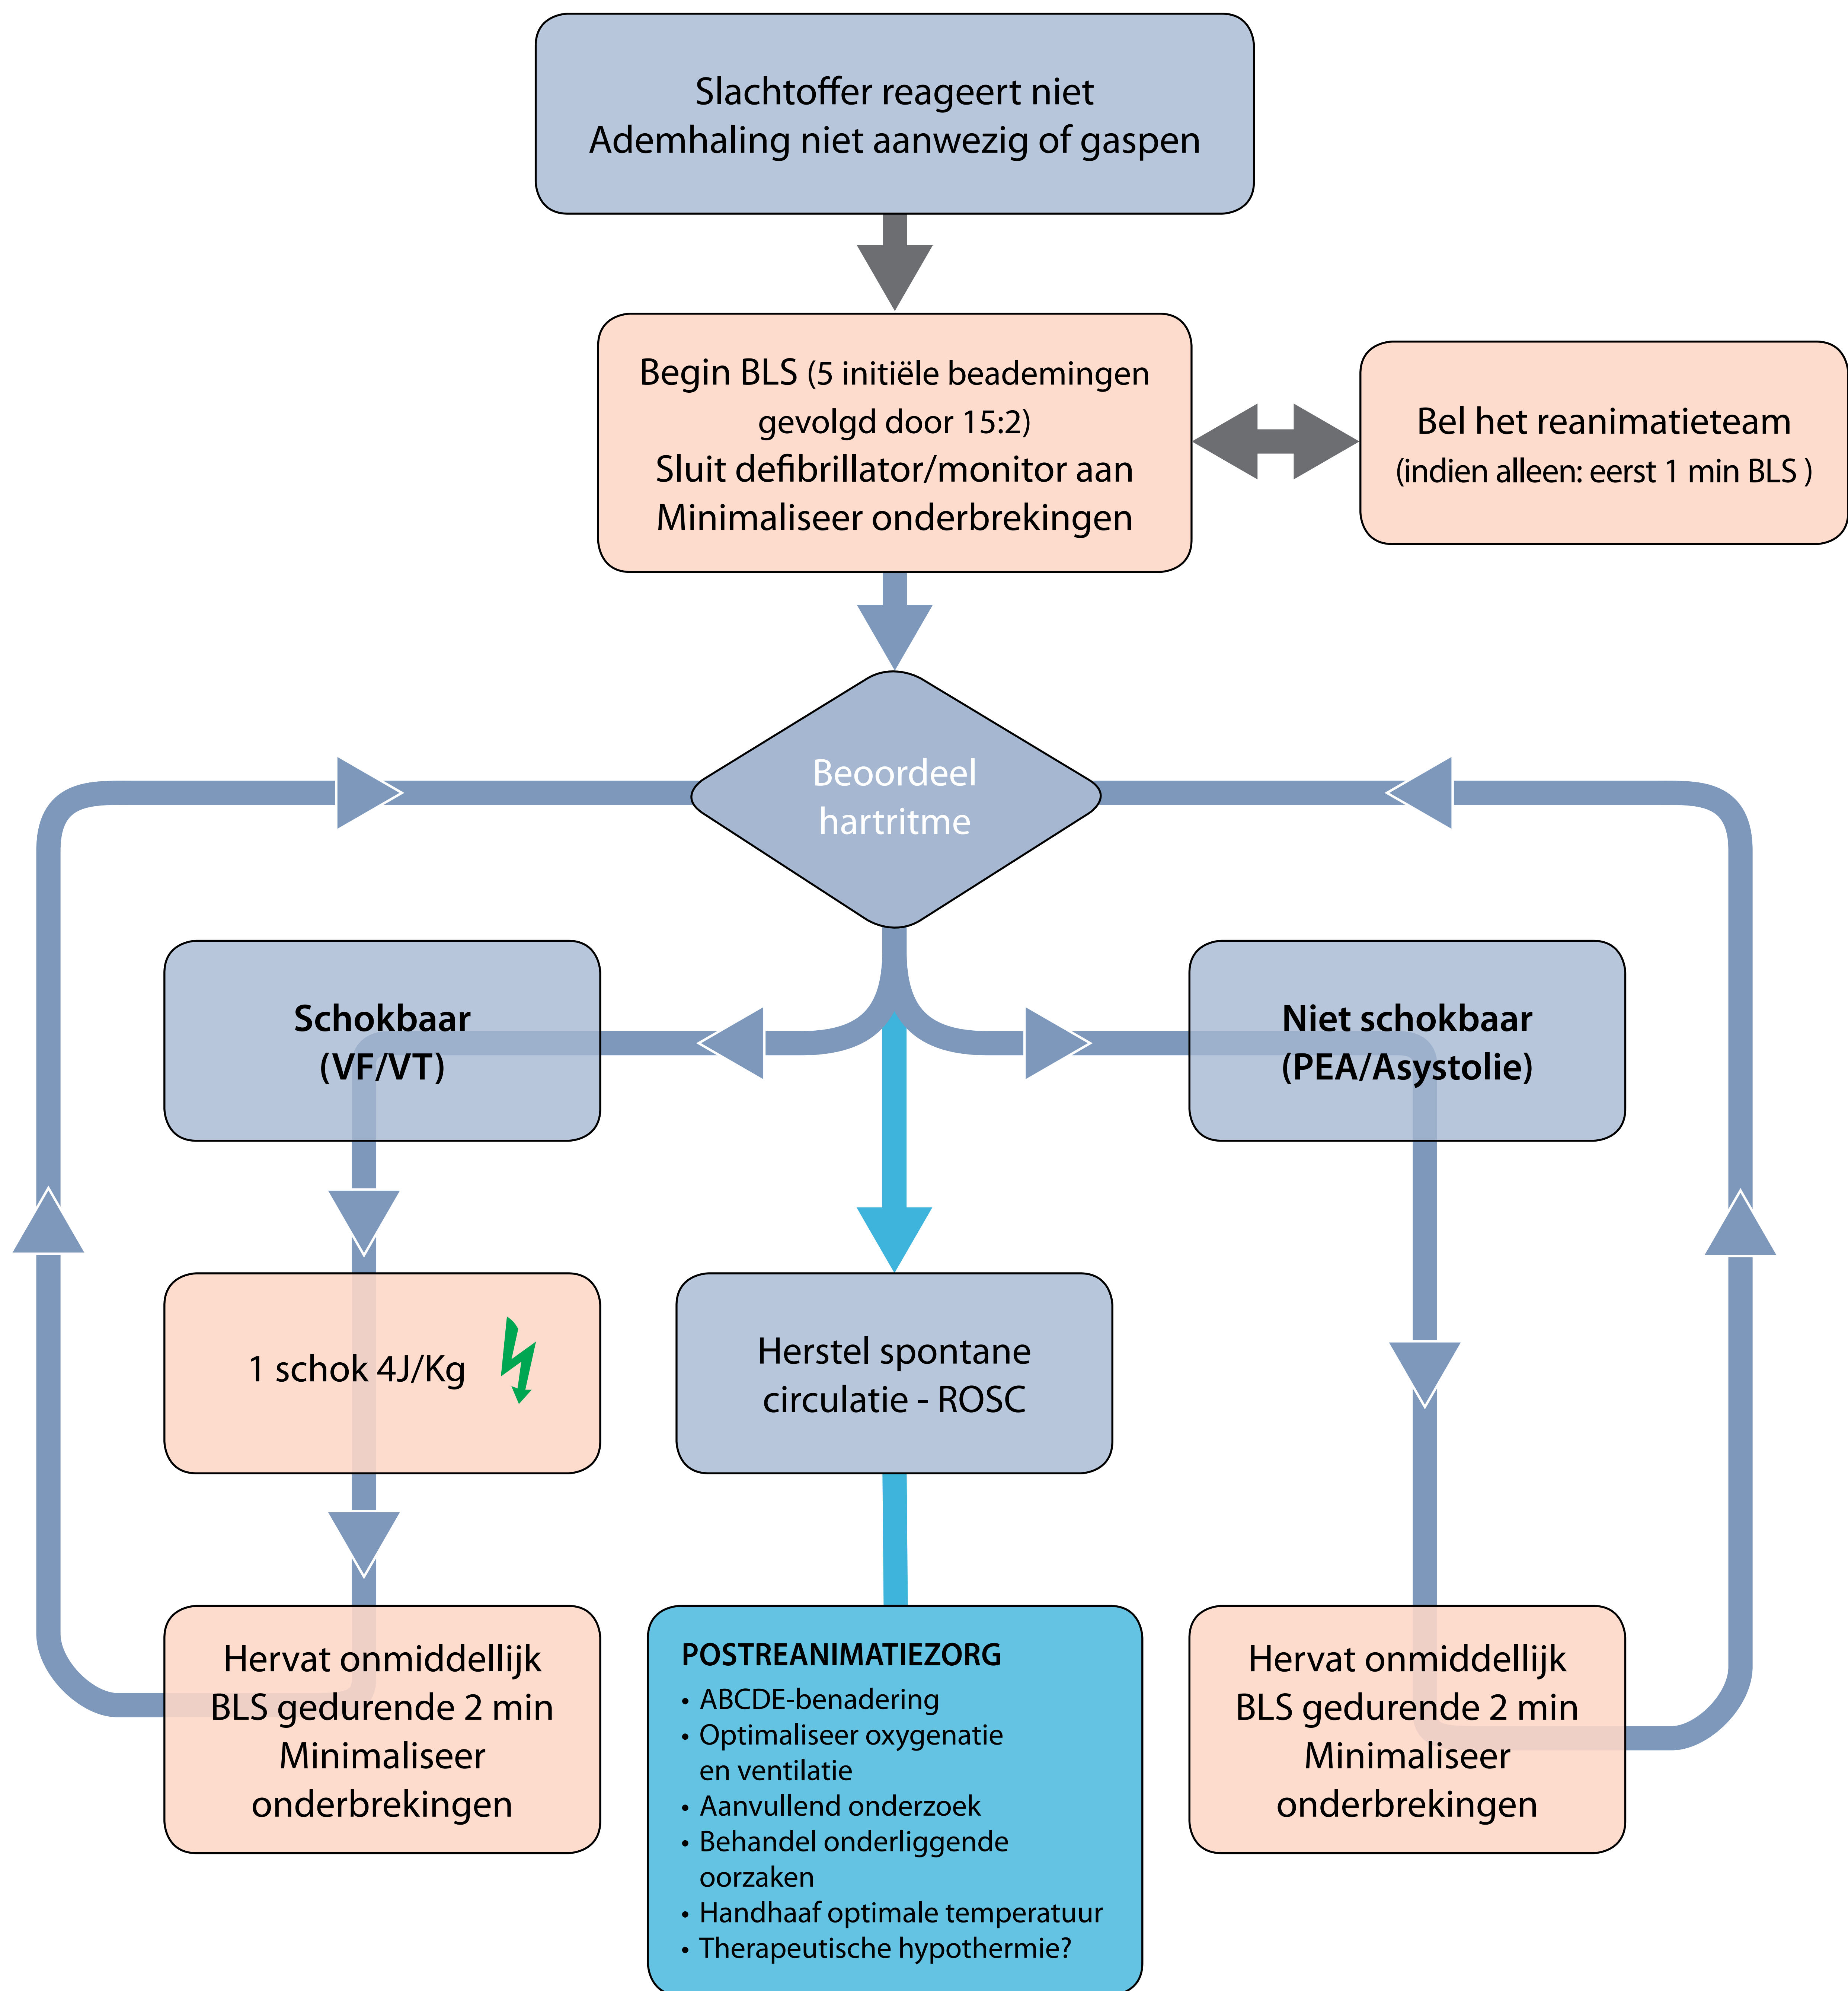 Slachtoffer reageert niet
Ademhaling niet aanwezig of gaspen
Begin BLS (5 initiële beademingen
gevolgd door 15:2)
Sluit defibrillator/monitor aan
Minimaliseer onderbrekingen
Bel het reanimatieteam
(indien alleen: eerst 1 min BLS )
Beoordeel
hartritme
Schokbaar
(VF/VT)
Niet schokbaar
(PEA/Asystolie)
1 schok 4J/Kg
Herstel spontane
circulatie - ROSC
Hervat onmiddellijk
BLS gedurende 2 min
Minimaliseer
onderbrekingen
POSTREANIMATIEZORG
• ABCDE-benadering
• Optimaliseer oxygenatie
en ventilatie
• Aanvullend onderzoek
• Behandel onderliggende
oorzaken
• Handhaaf optimale temperatuur
• Therapeutische hypothermie?
Hervat onmiddellijk
BLS gedurende 2 min
Minimaliseer
onderbrekingen